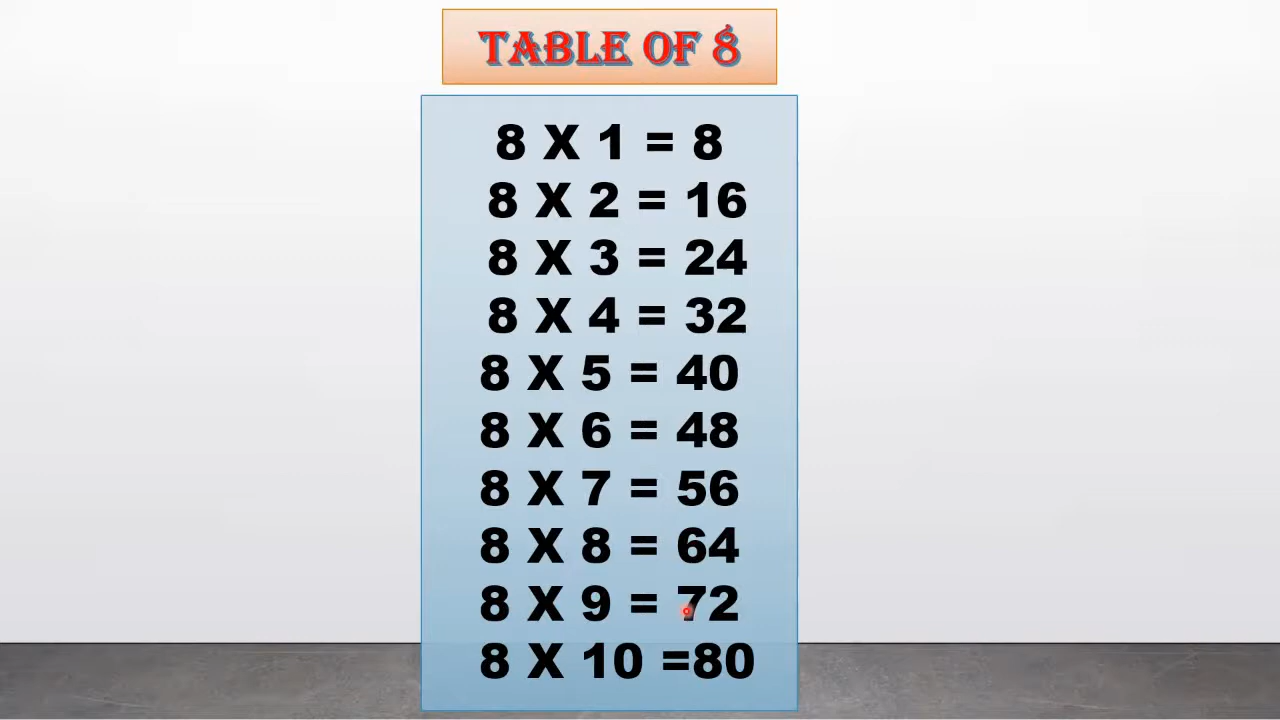 TABLE OF 8
8 X 1 = 8
8 X 2 = 16
8 X 3 = 24
8 X 4 = 32
8 X 5 = 40
8 X 6 = 48
8 X 7 = 56
8 X 8 = 64
8 X 9 = 72
8 X 10 =80